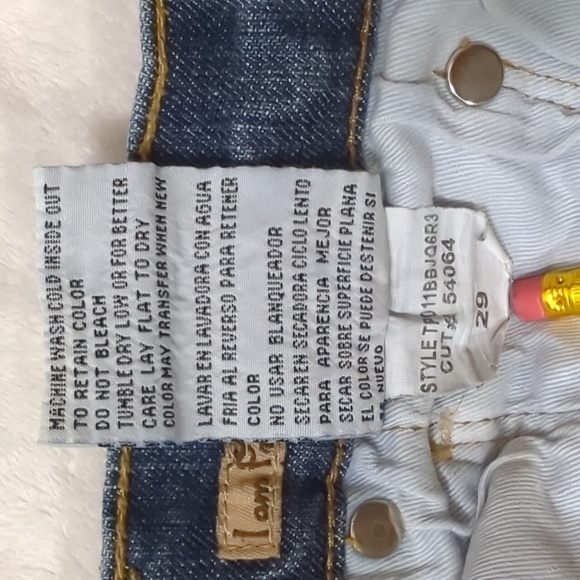 MACHINE WASH COLD INSIDE OUT
TO RETAIN COLOR
DO NOT BLEACH
TUMBLE DRY LOW OR FOR BETTER
CARE LAY FLAT TO DRY
COLOR MAY TRANSFER WHEN NEW
LAVAR EN LAVADORA CON AGUA
FRIA AL REVERSO PARA RETENER
COLOR
NO USAR BLANQUEADOR
SECAR EN SECADORA CICLO LENTO
PARA APARIENCIA MEJOR
SECAR SOBRE SUPERFICIE PLANA
EL COLOR SE PUEDE DESTENIR SI
NUEVO
CUT# 54064
29
I am